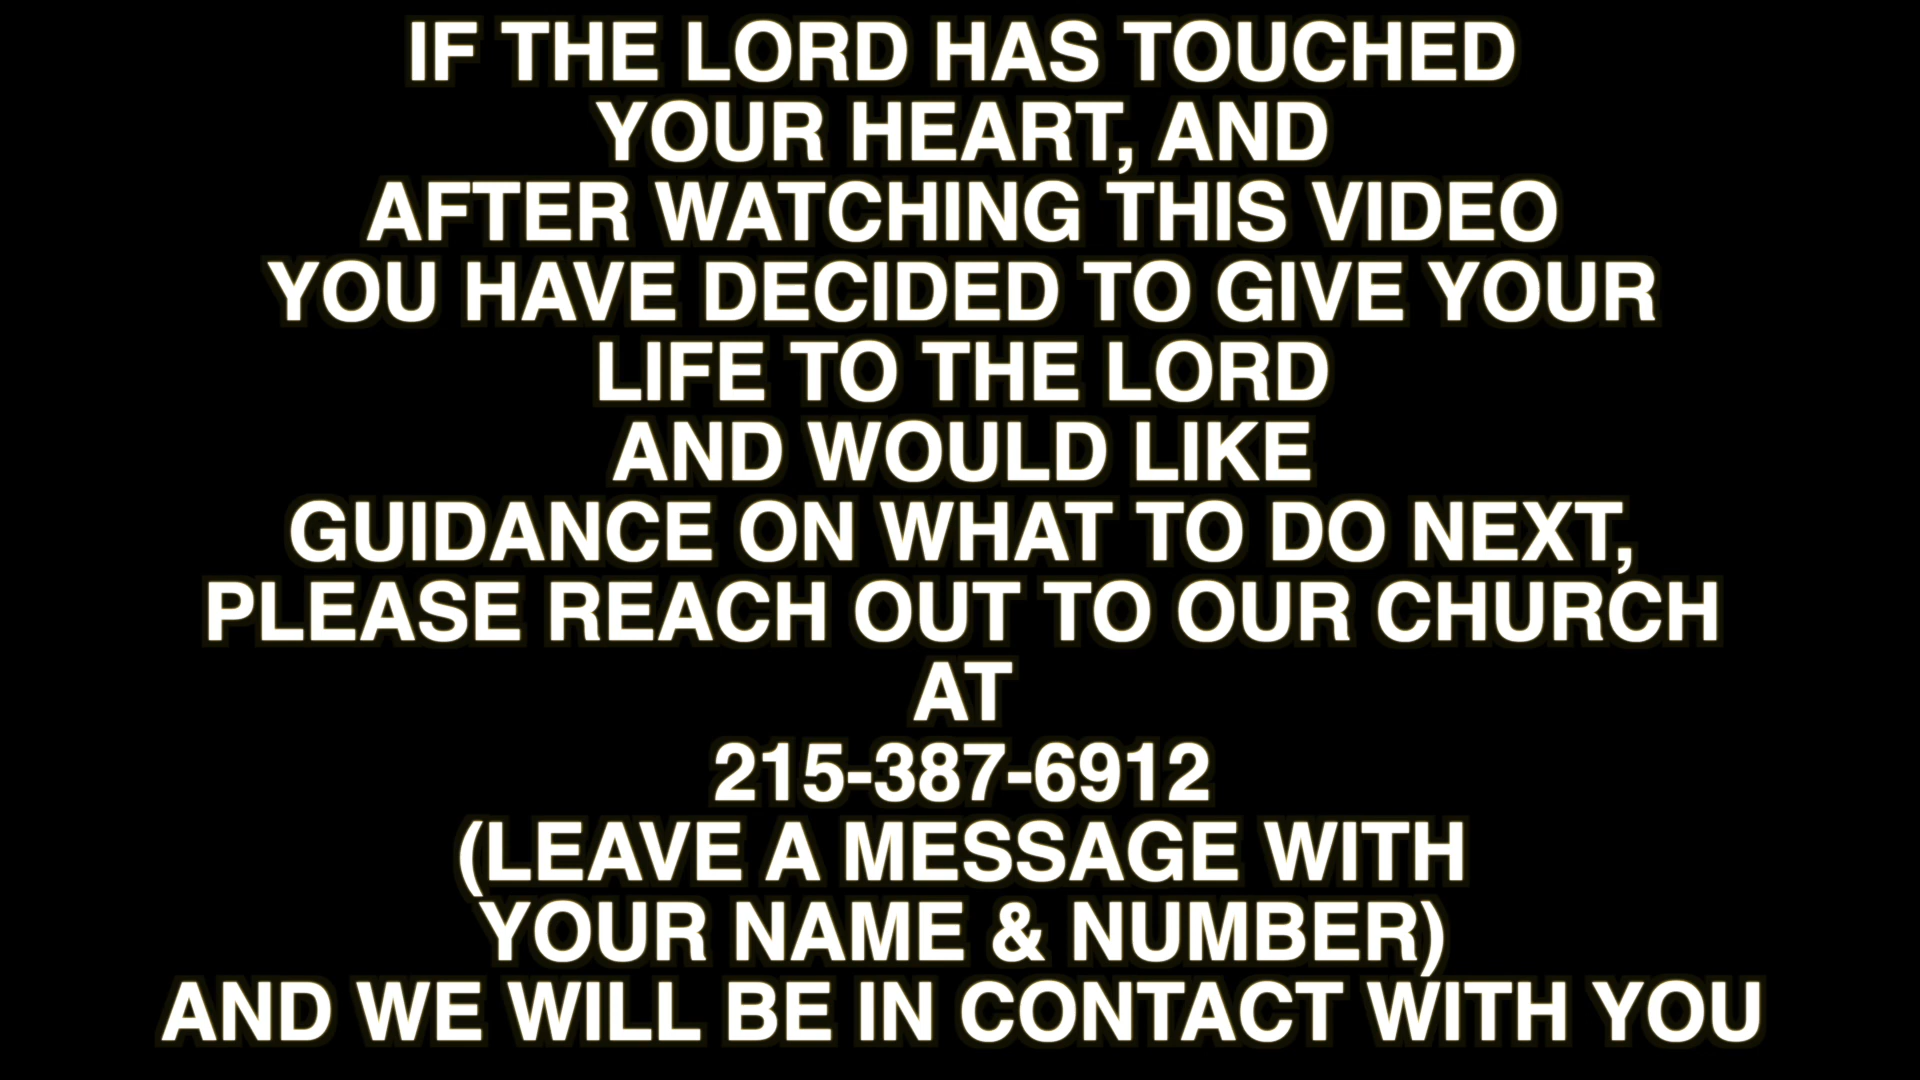 IF THE LORD HAS TOUCHED
YOUR HEART, AND
AFTER WATCHING THIS VIDEO
YOU HAVE DECIDED TO GIVE YOUR
LIFE TO THE LORD
AND WOULD LIKE
GUIDANCE ON WHAT TO DO NEXT,
PLEASE REACH OUT TO OUR CHURCH
AT
215-387-6912
(LEAVE A MESSAGE WITH
YOUR NAME & NUMBER)
AND WE WILL BE IN CONTACT WITH YOU